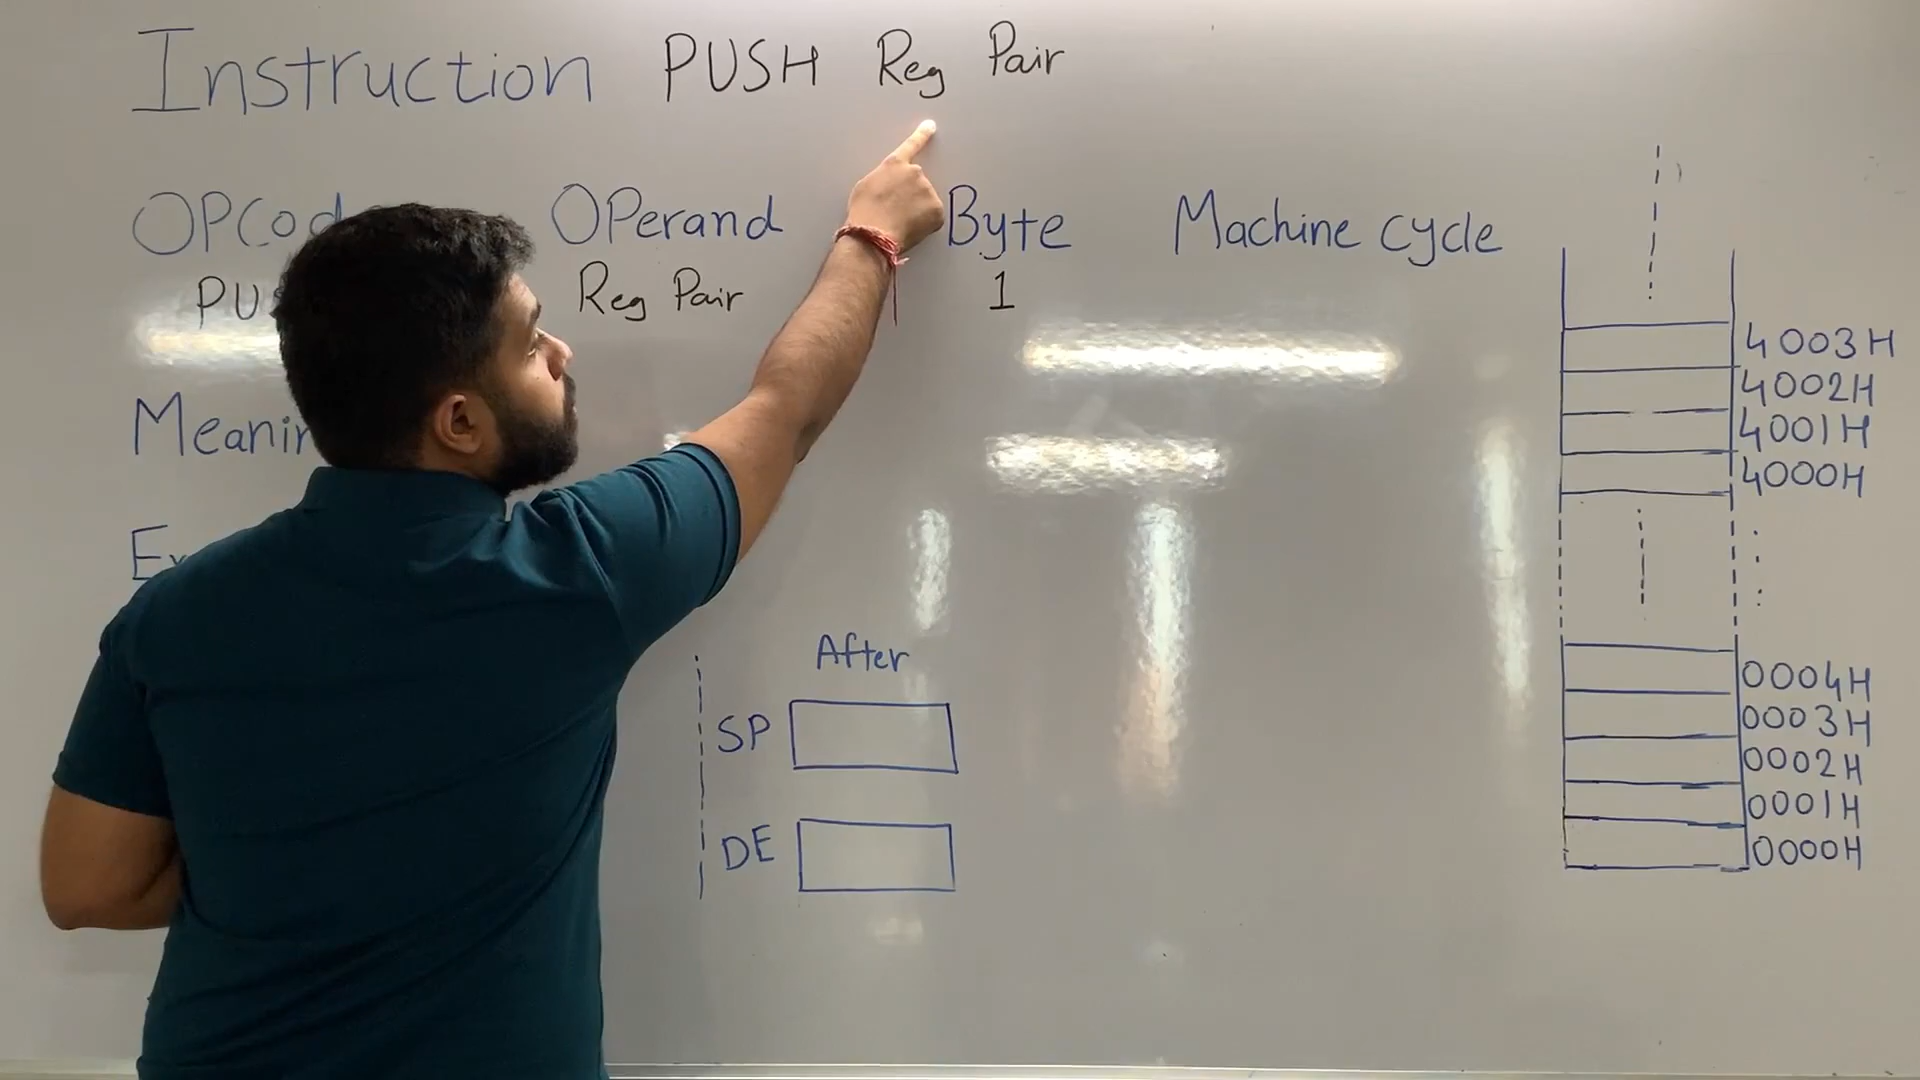 Instruction PUSH Reg Pair
OPCod OPerand Byte Machine cycle
PUS Reg Pair 1
Meanin
Ex
After
SP
DE
4003H
4002H
4001H
4000H
0004H
0003H
0002H
0001H
0000H